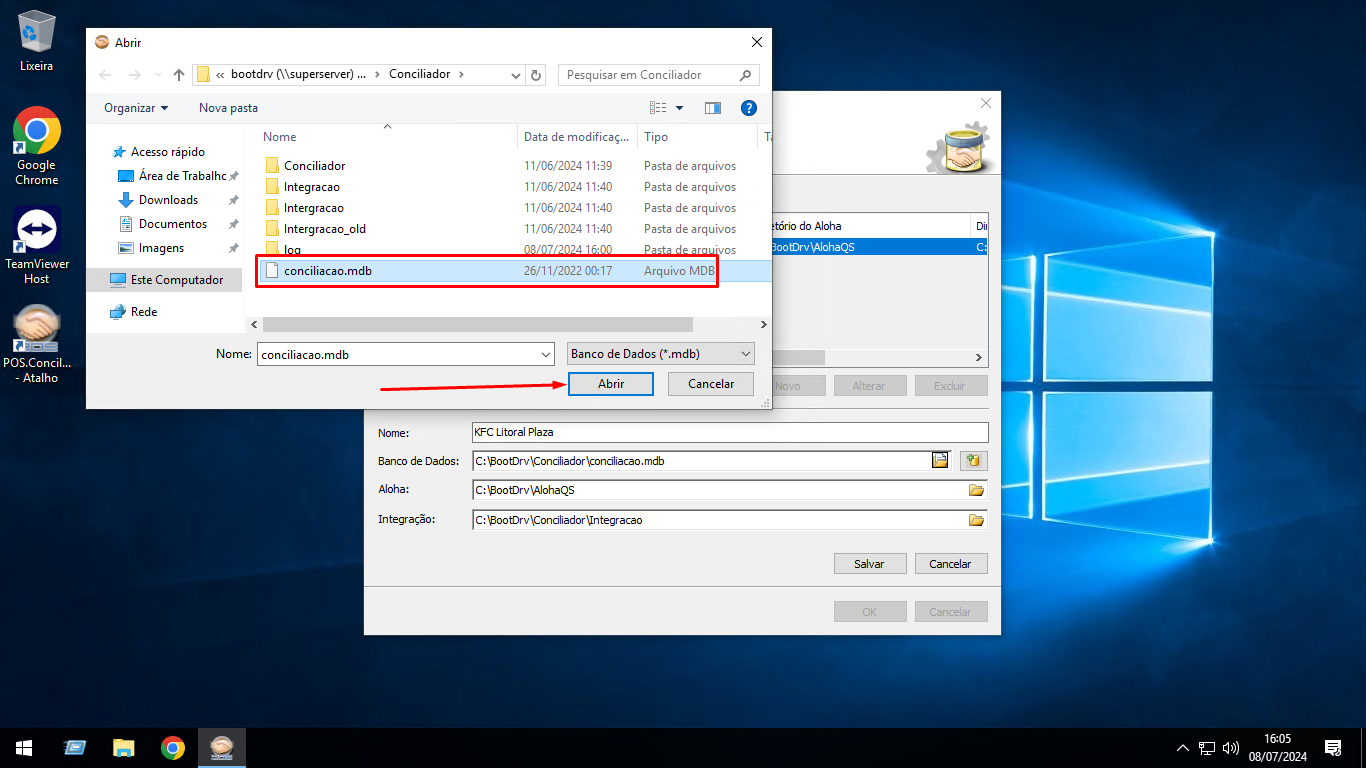 Lixeira
Google
Chrome
TeamViewer
Host
POS.Concil...
- Atalho
Abrir
« bootdrv (\\superserver) ... > Conciliador >
Pesquisar em Conciliador
Organizar
Nova pasta
Nome
Data de modificaç...
Tipo
Acesso rápido
Área de Trabalho
Downloads
Documentos
Imagens
Este Computador
Rede
Conciliador 11/06/2024 11:39 Pasta de arquivos
Integracao 11/06/2024 11:40 Pasta de arquivos
Intergracao 11/06/2024 11:40 Pasta de arquivos
Intergracao_old 11/06/2024 11:40 Pasta de arquivos
log 08/07/2024 16:00 Pasta de arquivos
conciliacao.mdb 26/11/2022 00:17 Arquivo MDB
Nome: conciliacao.mdb
Banco de Dados (*.mdb)
Abrir
Cancelar
etório do Aloha
Di
BootDrv\AlohaQS
C:
Novo
Alterar
Excluir
Nome: KFC Litoral Plaza
Banco de Dados: C:\BootDrv\Conciliador\conciliacao.mdb
Aloha: C:\BootDrv\AlohaQS
Integração: C:\BootDrv\Conciliador\Integracao
Salvar
Cancelar
OK
Cancelar
16:05
08/07/2024